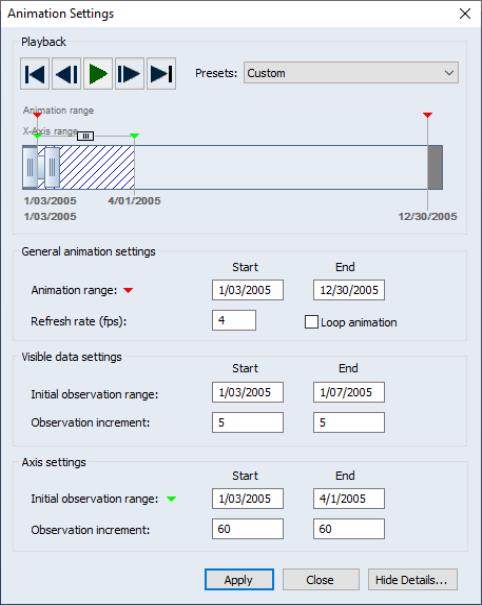 Animation Settings
Playback
Presets: Custom
Animation range
X-Axis range
1/03/2005 4/01/2005
1/03/2005 12/30/2005
General animation settings
Start End
Animation range: 1/03/2005 12/30/2005
Refresh rate (fps): 4 Loop animation
Visible data settings
Start End
Initial observation range: 1/03/2005 1/07/2005
Observation increment: 5 5
Axis settings
Start End
Initial observation range: 1/03/2005 4/1/2005
Observation increment: 60 60
Apply Close Hide Details...